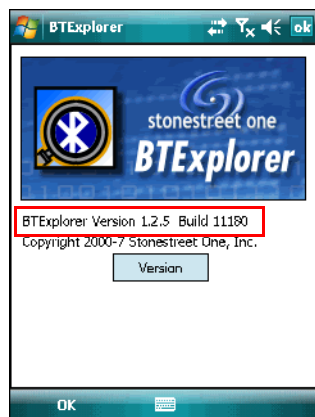 BTExplorer
ok
stonestreet one
BTExplorer
BTExplorer Version 1.2.5 Build 11180
Copyright 2000-7 Stonestreet One, Inc.
Version
OK